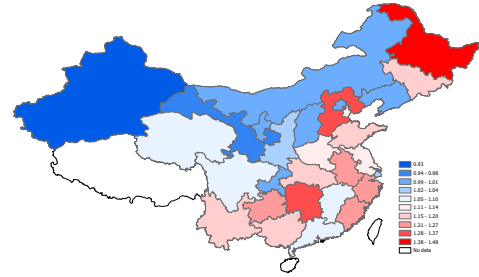 0.93
0.94 - 0.98
0.99 - 1.01
1.02 - 1.04
1.05 - 1.10
1.11 - 1.14
1.15 - 1.20
1.21 - 1.27
1.28 - 1.37
1.38 - 1.48
No data